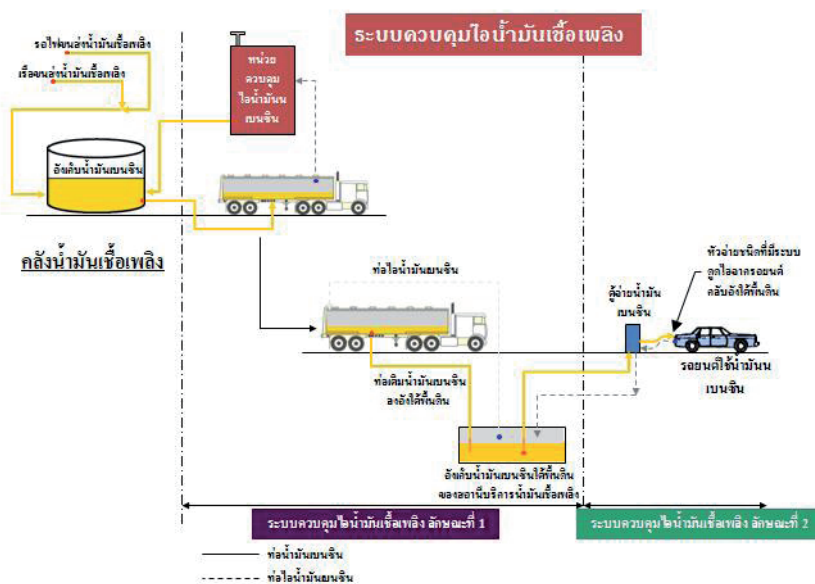 ระบบควบคุมไอน้ำมันเชื้อเพลิง
รถไฟขนส่งน้ำมันเชื้อเพลิง
เรือขนส่งน้ำมันเชื้อเพลิง
หน่วย
ควบคุม
ไอน้ำมันน
เบนซิน
ถังเก็บน้ำมันเบนซิน
คลังน้ำมันเชื้อเพลิง
ท่อไอน้ำมันเบนซิน
ตู้จ่ายน้ำมัน
เบนซิน
หัวจ่ายชนิดที่มีระบบ
ดูดไอจากรถยนต์
กลับถังใต้พื้นดิน
รถยนต์ใช้น้ำมันน
เบนซิน
ท่อเติมน้ำมันเบนซิน
ลงถังใต้พื้นดิน
ถังเก็บน้ำมันเบนซินใต้พื้นดิน
ของสถานีบริการน้ำมันเชื้อเพลิง
ระบบควบคุมไอน้ำมันเชื้อเพลิง ลักษณะที่ 1
ระบบควบคุมไอน้ำมันเชื้อเพลิง ลักษณะที่ 2
ท่อน้ำมันเบนซิน
ท่อไอน้ำมันเบนซิน